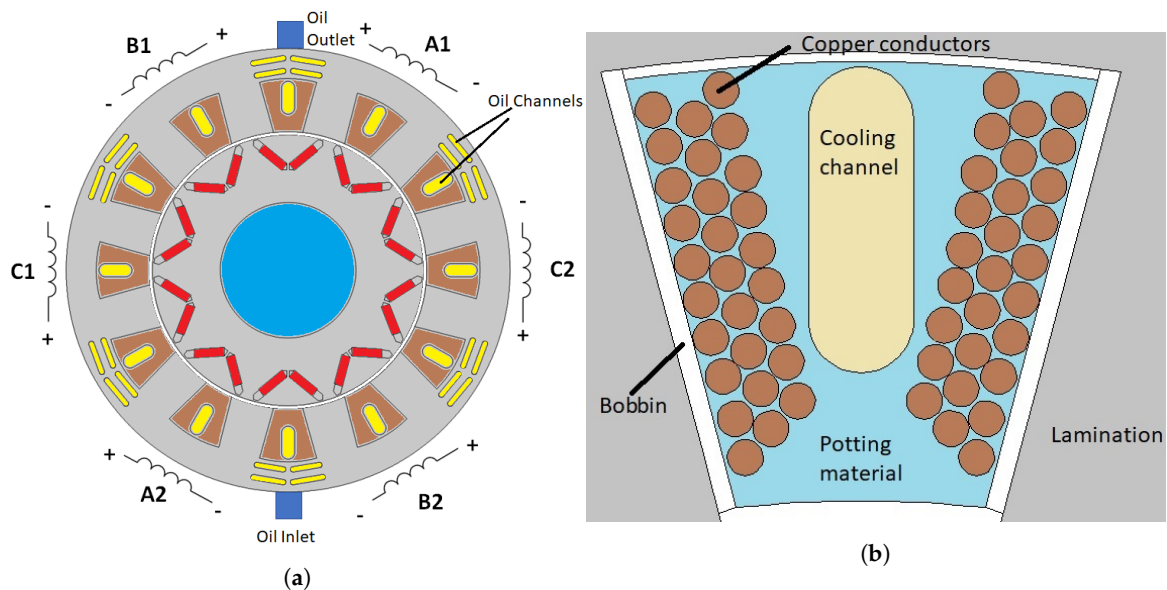 Oil
Outlet
B1
+
-
+
A1
-
Oil Channels
-
C1
+
-
C2
+
+
A2
-
+
B2
-
Oil Inlet
(a)
Copper conductors
Cooling
channel
Bobbin
Potting
material
Lamination
(b)